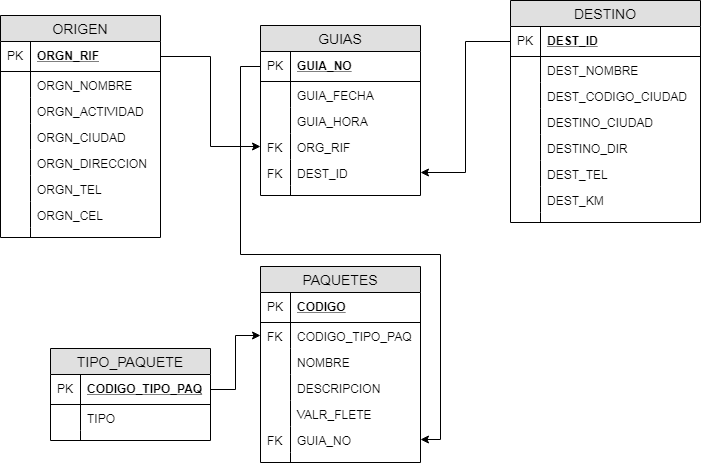 ORIGEN
PK ORGN_RIF
ORGN_NOMBRE
ORGN_ACTIVIDAD
ORGN_CIUDAD
ORGN_DIRECCION
ORGN_TEL
ORGN_CEL
GUIAS
PK GUIA_NO
GUIA_FECHA
GUIA_HORA
FK ORG_RIF
FK DEST_ID
DESTINO
PK DEST_ID
DEST_NOMBRE
DEST_CODIGO_CIUDAD
DESTINO_CIUDAD
DESTINO_DIR
DEST_TEL
DEST_KM
TIPO_PAQUETE
PK CODIGO_TIPO_PAQ
TIPO
PAQUETES
PK CODIGO
FK CODIGO_TIPO_PAQ
NOMBRE
DESCRIPCION
VALR_FLETE
FK GUIA_NO